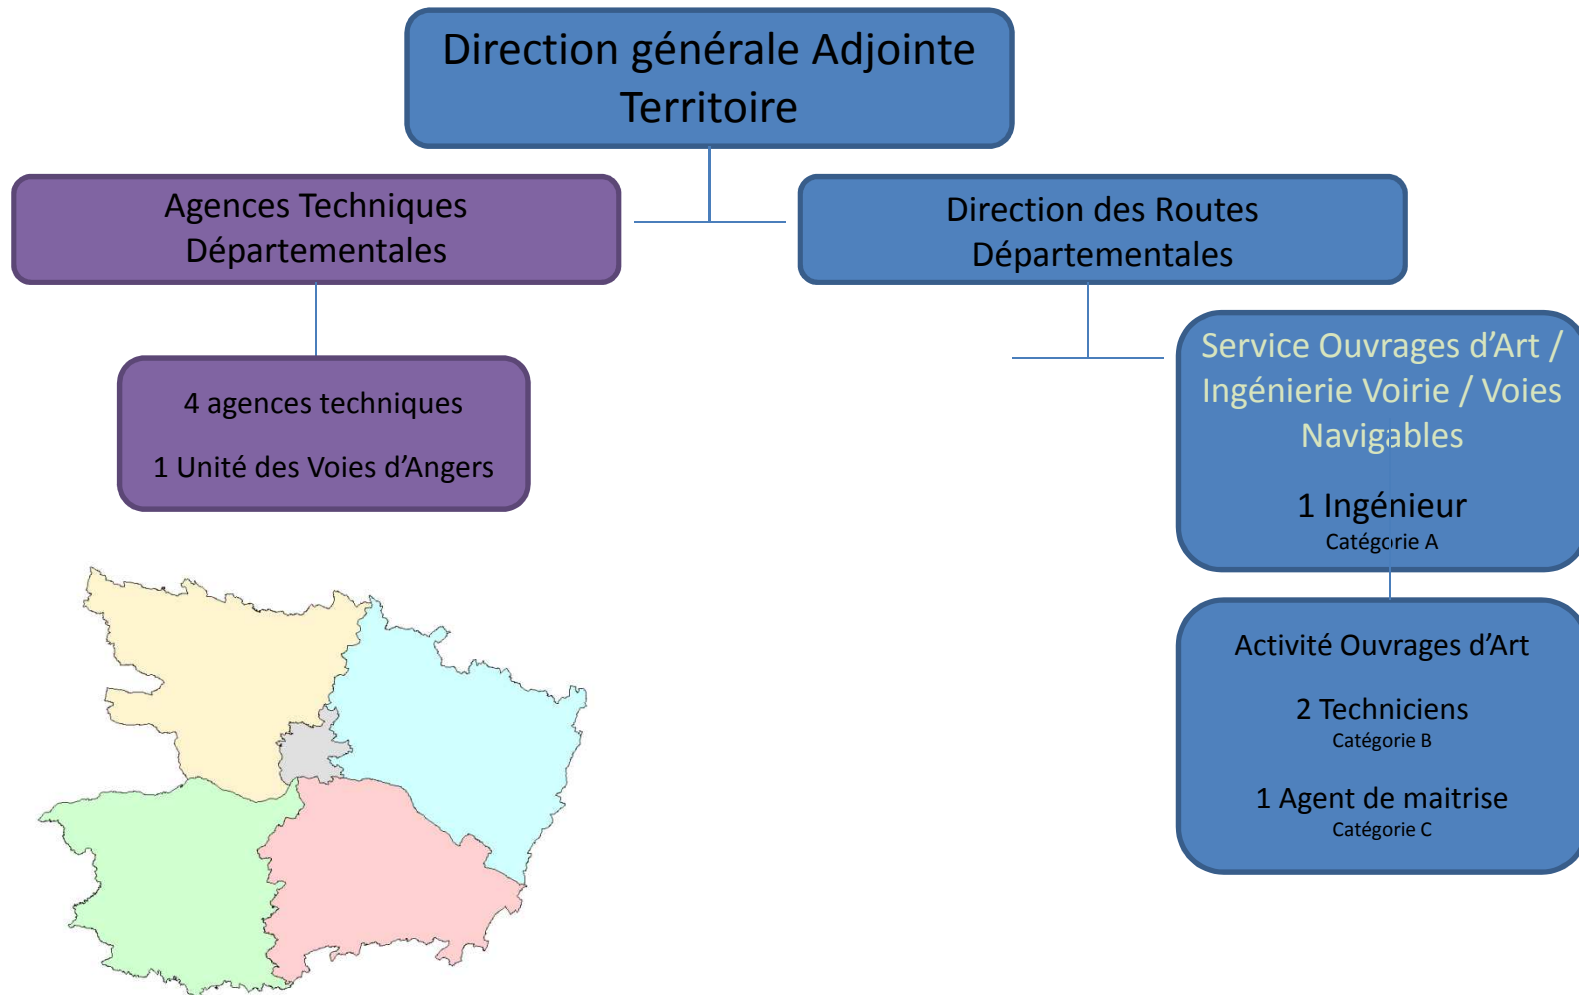 Direction générale Adjointe
Territoire
Agences Techniques
Départementales
Direction des Routes
Départementales
4 agences techniques
1 Unité des Voies d’Angers
Service Ouvrages d’Art /
Ingénierie Voirie / Voies
Navigables
1 Ingénieur
Catégorie A
Activité Ouvrages d’Art
2 Techniciens
Catégorie B
1 Agent de maitrise
Catégorie C